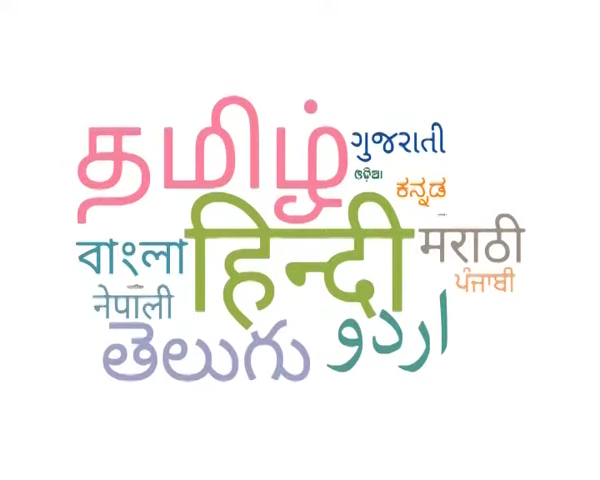 தமிழ்
ગુજરાતી
ଓଡ଼ିଆ
ಕನ್ನಡ
বাংলা
हिन्दी
मराठी
नेपाली
ਪੰਜਾਬੀ
తెలుగు
اردو